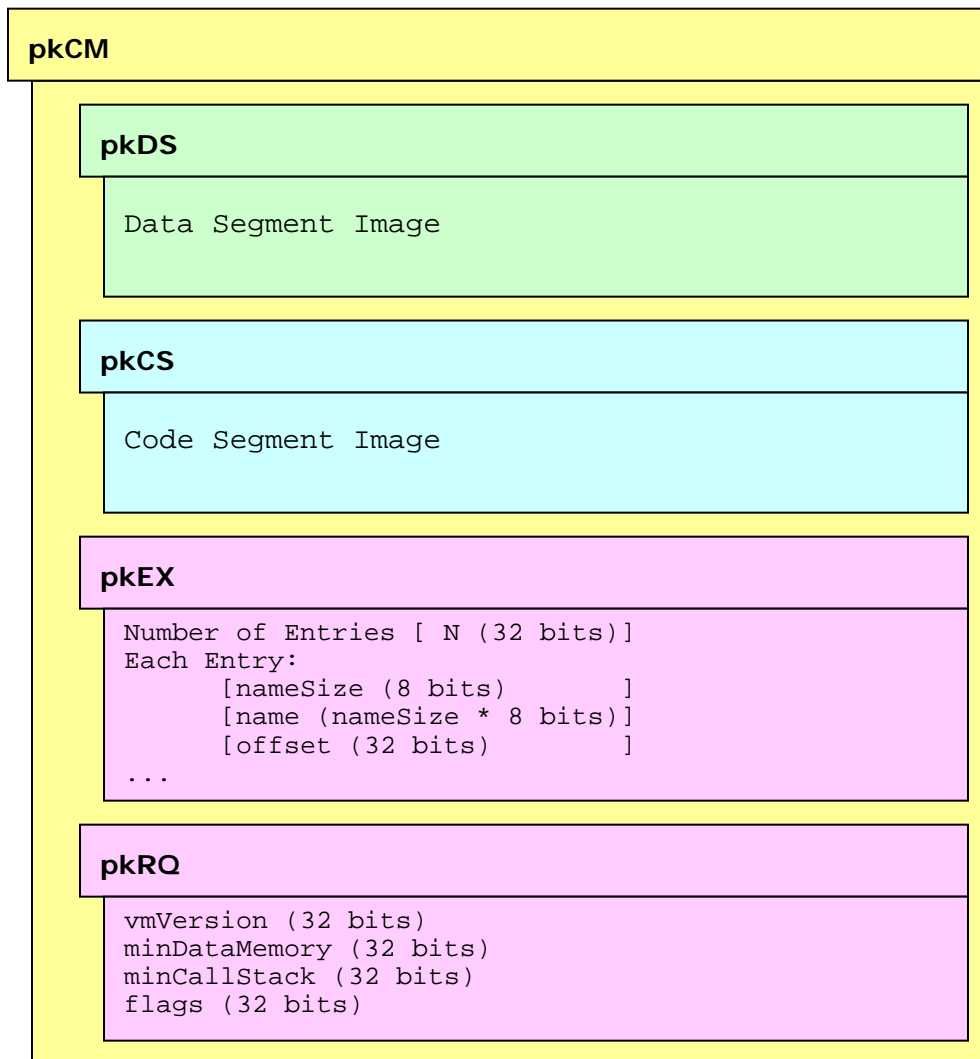 pkCM
pkDS
Data Segment Image
pkCS
Code Segment Image
pkEX
Number of Entries [ N (32 bits)]
Each Entry:
[nameSize (8 bits)       ]
[name (nameSize * 8 bits)]
[offset (32 bits)        ]
...
pkRQ
vmVersion (32 bits)
minDataMemory (32 bits)
minCallStack (32 bits)
flags (32 bits)